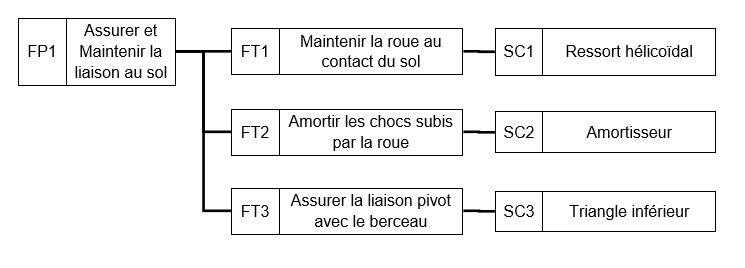 FP1
Assurer et
Maintenir la
liaison au sol
FT1
Maintenir la roue au
contact du sol
SC1
Ressort hélicoïdal
FT2
Amortir les chocs subis
par la roue
SC2
Amortisseur
FT3
Assurer la liaison pivot
avec le berceau
SC3
Triangle inférieur